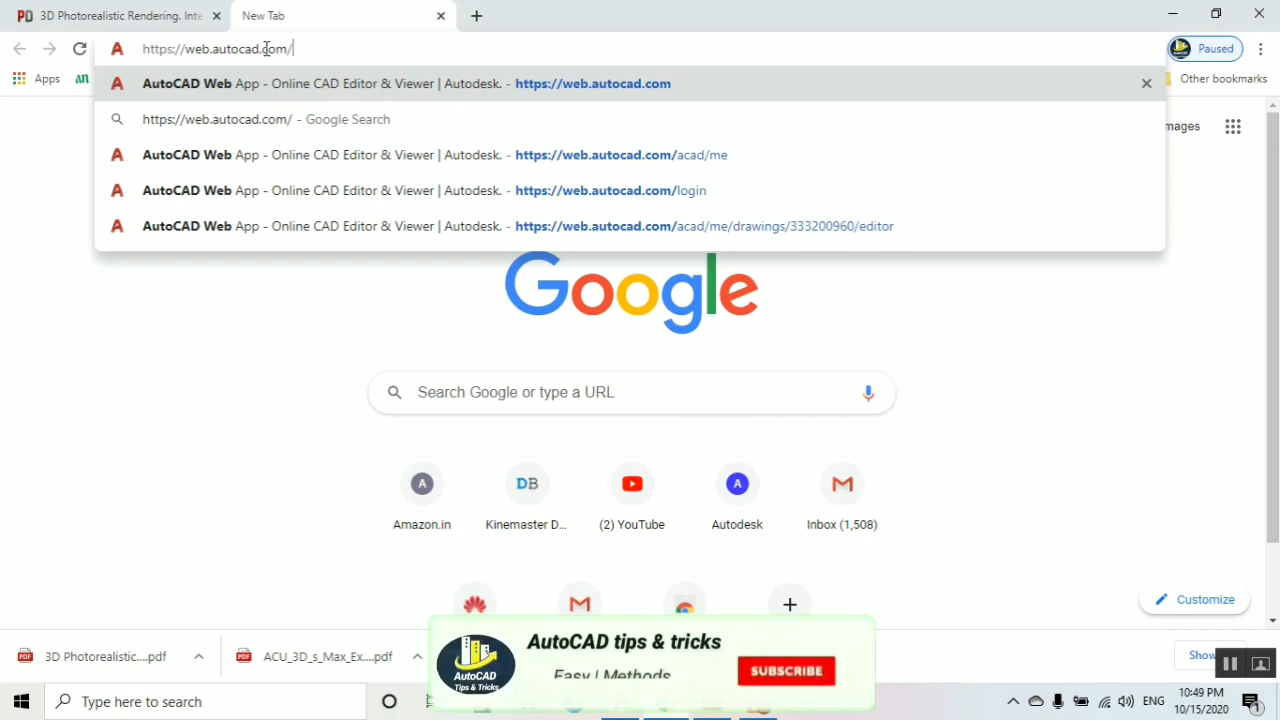 3D Photorealistic Rendering. Inte
New Tab
https://web.autocad.com/
Paused
Apps
Other bookmarks
AutoCAD Web App - Online CAD Editor & Viewer | Autodesk. - https://web.autocad.com
https://web.autocad.com/ - Google Search
mages
AutoCAD Web App - Online CAD Editor & Viewer | Autodesk. - https://web.autocad.com/acad/me
AutoCAD Web App - Online CAD Editor & Viewer | Autodesk. - https://web.autocad.com/login
AutoCAD Web App - Online CAD Editor & Viewer | Autodesk. - https://web.autocad.com/acad/me/drawings/333200960/editor
Google
Search Google or type a URL
A
DB
A
Amazon.in
Kinemaster D...
(2) YouTube
Autodesk
Inbox (1,508)
Customize
3D Photorealistic....pdf
ACU_3D_s_Max_Ex....pdf
Show
AutoCAD tips & tricks
Easy | Methods
SUBSCRIBE
AutoCAD
Tips & Tricks
Type here to search
ENG
10:49 PM
10/15/2020
1